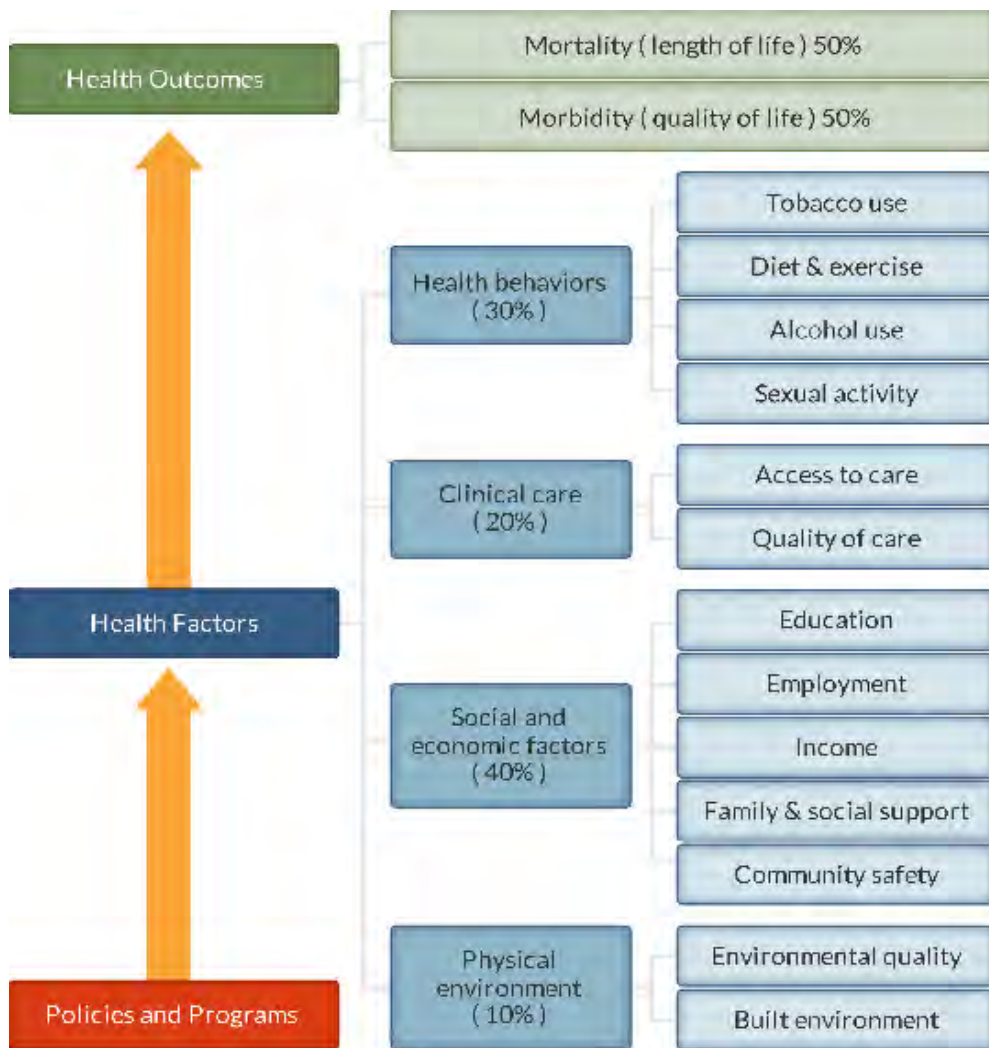 Health Outcomes
Mortality ( length of life ) 50%
Morbidity ( quality of life ) 50%
Health Factors
Health behaviors
( 30% )
Tobacco use
Diet & exercise
Alcohol use
Sexual activity
Clinical care
( 20% )
Access to care
Quality of care
Social and
economic factors
( 40% )
Education
Employment
Income
Family & social support
Community safety
Physical
environment
( 10% )
Environmental quality
Built environment
Policies and Programs